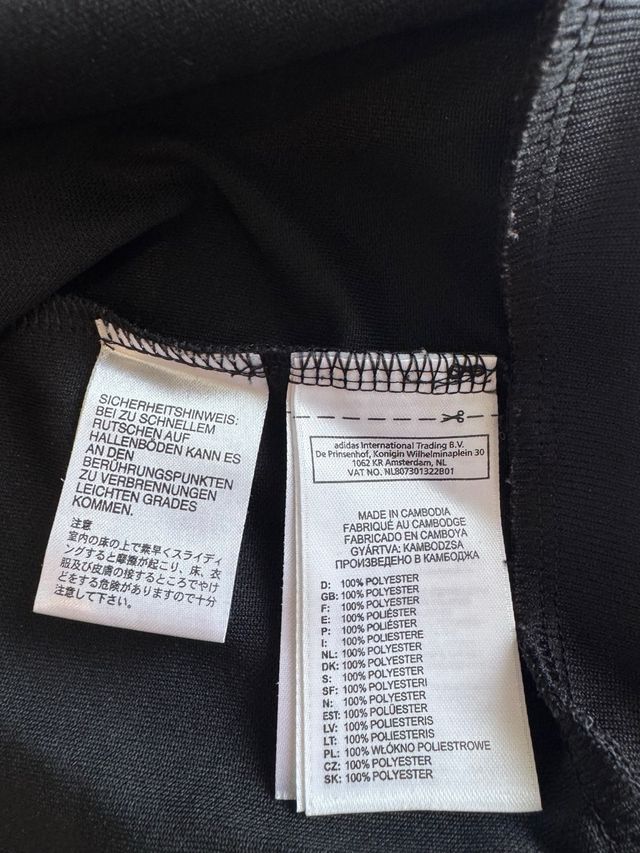 SICHERHEITSHINWEIS:
BEI ZU SCHNELLEM
RUTSCHEN AUF
HALLENBÖDEN KANN ES
AN DEN
BERÜHRUNGSPUNKTEN
ZU VERBRENNUNGEN
LEICHTEN GRADES
KOMMEN.
注意
室内の床の上で素早くスライディ
ングすると摩擦が起こり、床、衣
服及び皮膚の接するところでやけ
どをする危険がありますので十分
注意して下さい。
adidas International Trading B.V.
De Prinsenhof, Konigin Wilhelminaplein 30
1062 KR Amsterdam, NL
VAT NO. NL807301322B01
MADE IN CAMBODIA
FABRIQUÉ AU CAMBODGE
FABRICADO EN CAMBOYA
GYÁRTVA: KAMBODZSA
ПРОИЗВЕДЕНО В КАМБОДЖА
D: 100% POLYESTER
GB: 100% POLYESTER
F: 100% POLYESTER
E: 100% POLIÉSTER
P: 100% POLIÉSTER
I: 100% POLIESTERE
NL: 100% POLYESTER
DK: 100% POLYESTER
S: 100% POLYESTER
SF: 100% POLYESTERI
N: 100% POLYESTER
EST: 100% POLÜESTER
LV: 100% POLIESTERIS
LT: 100% POLIESTERIS
PL: 100% WŁÓKNO POLIESTROWE
CZ: 100% POLYESTER
SK: 100% POLYESTER